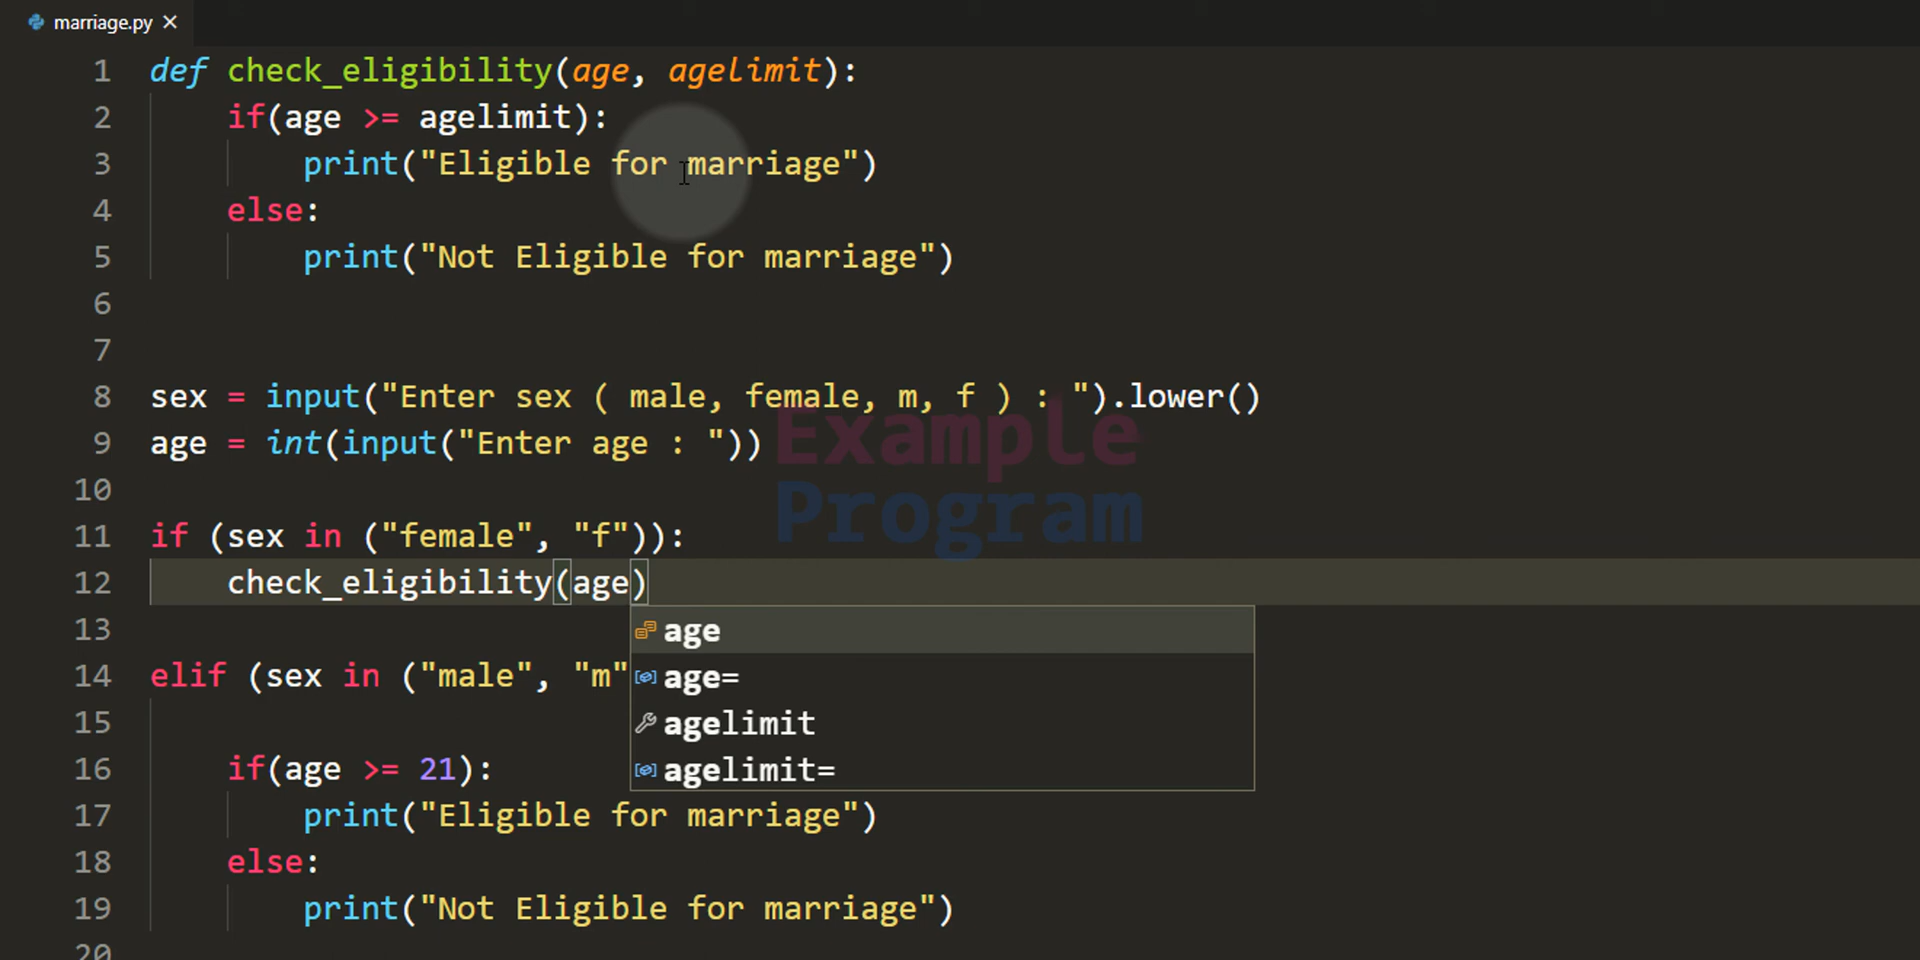 marriage.py ×
1 def check_eligibility(age, agelimit):
2 if(age >= agelimit):
3 print("Eligible for marriage")
4 else:
5 print("Not Eligible for marriage")
6
7
8 sex = input("Enter sex ( male, female, m, f ) : ").lower()
9 age = int(input("Enter age : "))
Example
Program
10
11 if (sex in ("female", "f")):
12 check_eligibility(age)
13
age
age=
agelimit
agelimit=
14 elif (sex in ("male", "m"
15
16 if(age >= 21):
17 print("Eligible for marriage")
18 else:
19 print("Not Eligible for marriage")
20